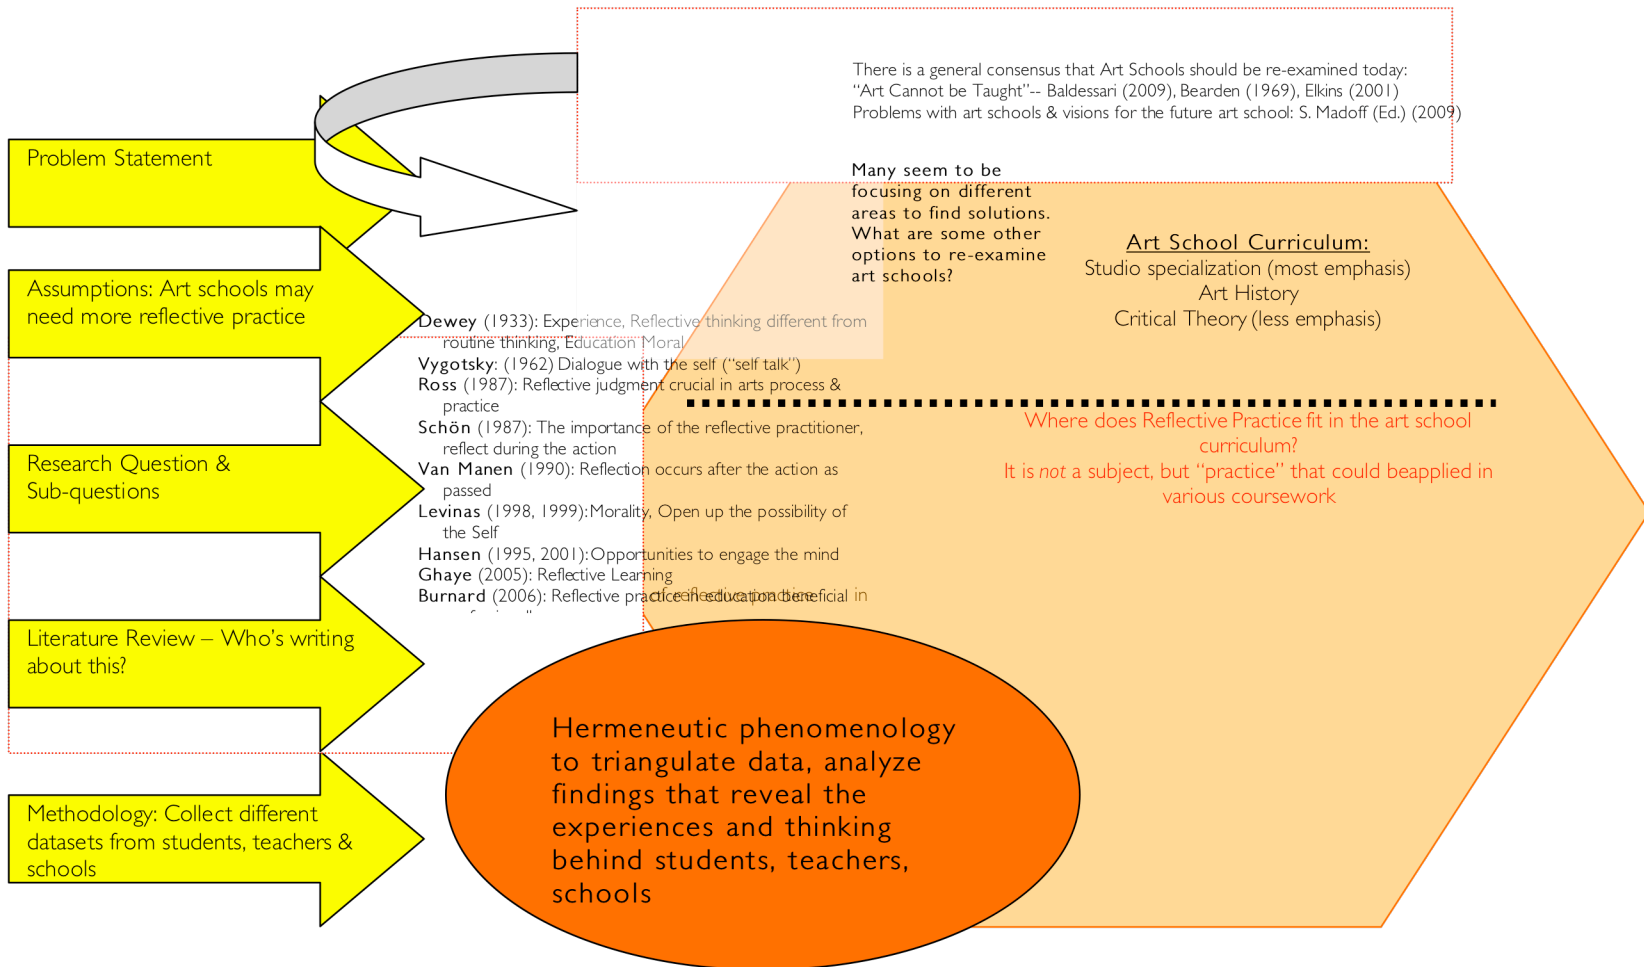 There is a general consensus that Art Schools should be re-examined today:
“Art Cannot be Taught”-- Baldessari (2009), Bearden (1969), Elkins (2001)
Problems with art schools & visions for the future art school: S. Madoff (Ed.) (2009)
Problem Statement
Many seem to be
focusing on different
areas to find solutions.
What are some other
options to re-examine
art schools?
Art School Curriculum:
Studio specialization (most emphasis)
Art History
Critical Theory (less emphasis)
Assumptions: Art schools may
need more reflective practice
Dewey (1933): Experience, Reflective thinking different from
routine thinking, Education Moral
Vygotsky: (1962) Dialogue with the self (“self talk”)
Ross (1987): Reflective judgment crucial in arts process &
practice
Schön (1987): The importance of the reflective practitioner,
reflect during the action
Van Manen (1990): Reflection occurs after the action as
passed
Levinas (1998, 1999): Morality, Open up the possibility of
the Self
Hansen (1995, 2001): Opportunities to engage the mind
Ghaye (2005): Reflective Learning
Burnard (2006): Reflective practice in education beneficial
of reflective practice in
Where does Reflective Practice fit in the art school
curriculum?
It is not a subject, but “practice” that could beapplied in
various coursework
Research Question &
Sub-questions
Literature Review – Who’s writing
about this?
Methodology: Collect different
datasets from students, teachers &
schools
Hermeneutic phenomenology
to triangulate data, analyze
findings that reveal the
experiences and thinking
behind students, teachers,
schools